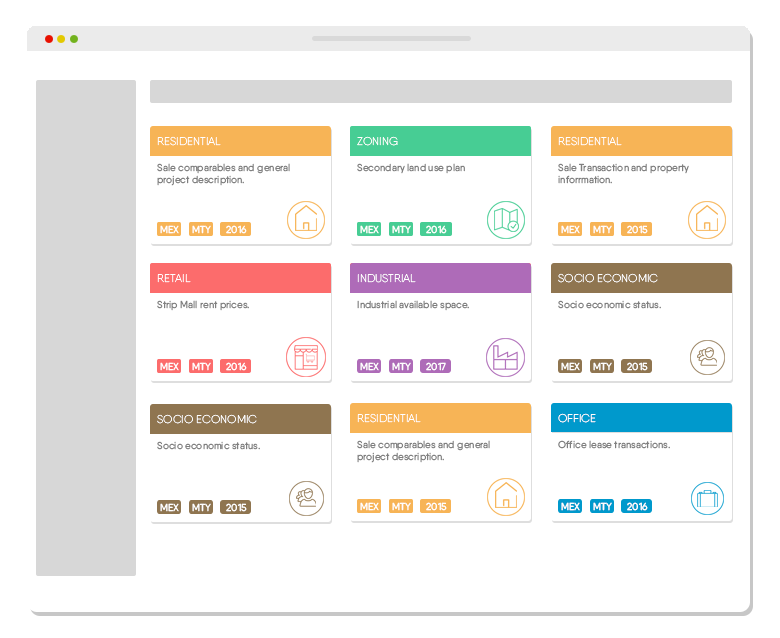 RESIDENTIAL
Sale comparables and general
project description.
MEX MTY 2016
ZONING
Secondary land use plan
MEX MTY 2016
RESIDENTIAL
Sale Transaction and property
information.
MEX MTY 2015
RETAIL
Strip Mall rent prices.
MEX MTY 2016
INDUSTRIAL
Industrial available space.
MEX MTY 2017
SOCIO ECONOMIC
Socio economic status.
MEX MTY 2015
SOCIO ECONOMIC
Socio economic status.
MEX MTY 2015
RESIDENTIAL
Sale comparables and general
project description.
MEX MTY 2015
OFFICE
Office lease transactions.
MEX MTY 2016